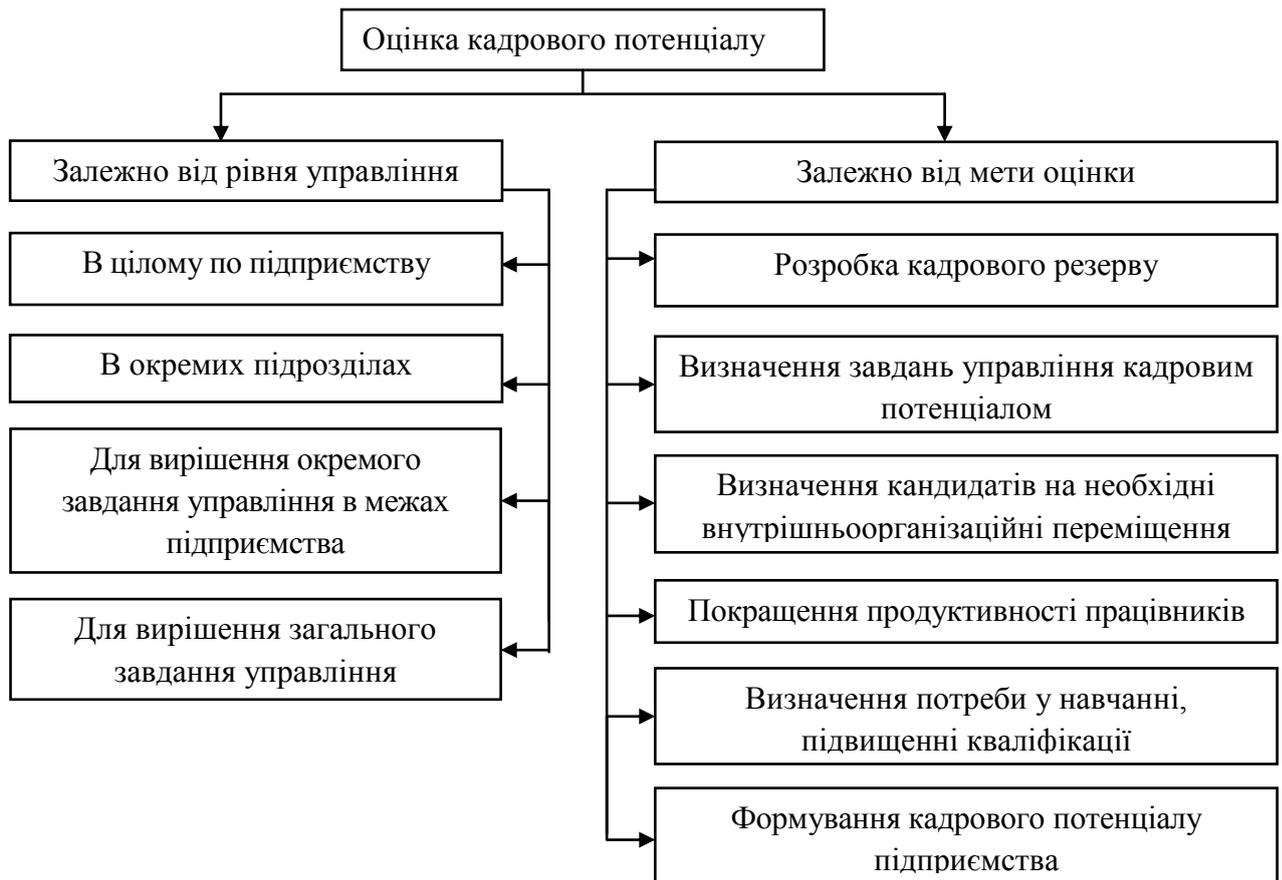 Оцінка кадрового потенціалу
Залежно від рівня управління
В цілому по підприємству
В окремих підрозділах
Для вирішення окремого
завдання управління в межах
підприємства
Для вирішення загального
завдання управління
Залежно від мети оцінки
Розробка кадрового резерву
Визначення завдань управління кадровим
потенціалом
Визначення кандидатів на необхідні
внутрішньоорганізаційні переміщення
Покращення продуктивності працівників
Визначення потреби у навчанні,
підвищенні кваліфікації
Формування кадрового потенціалу
підприємства